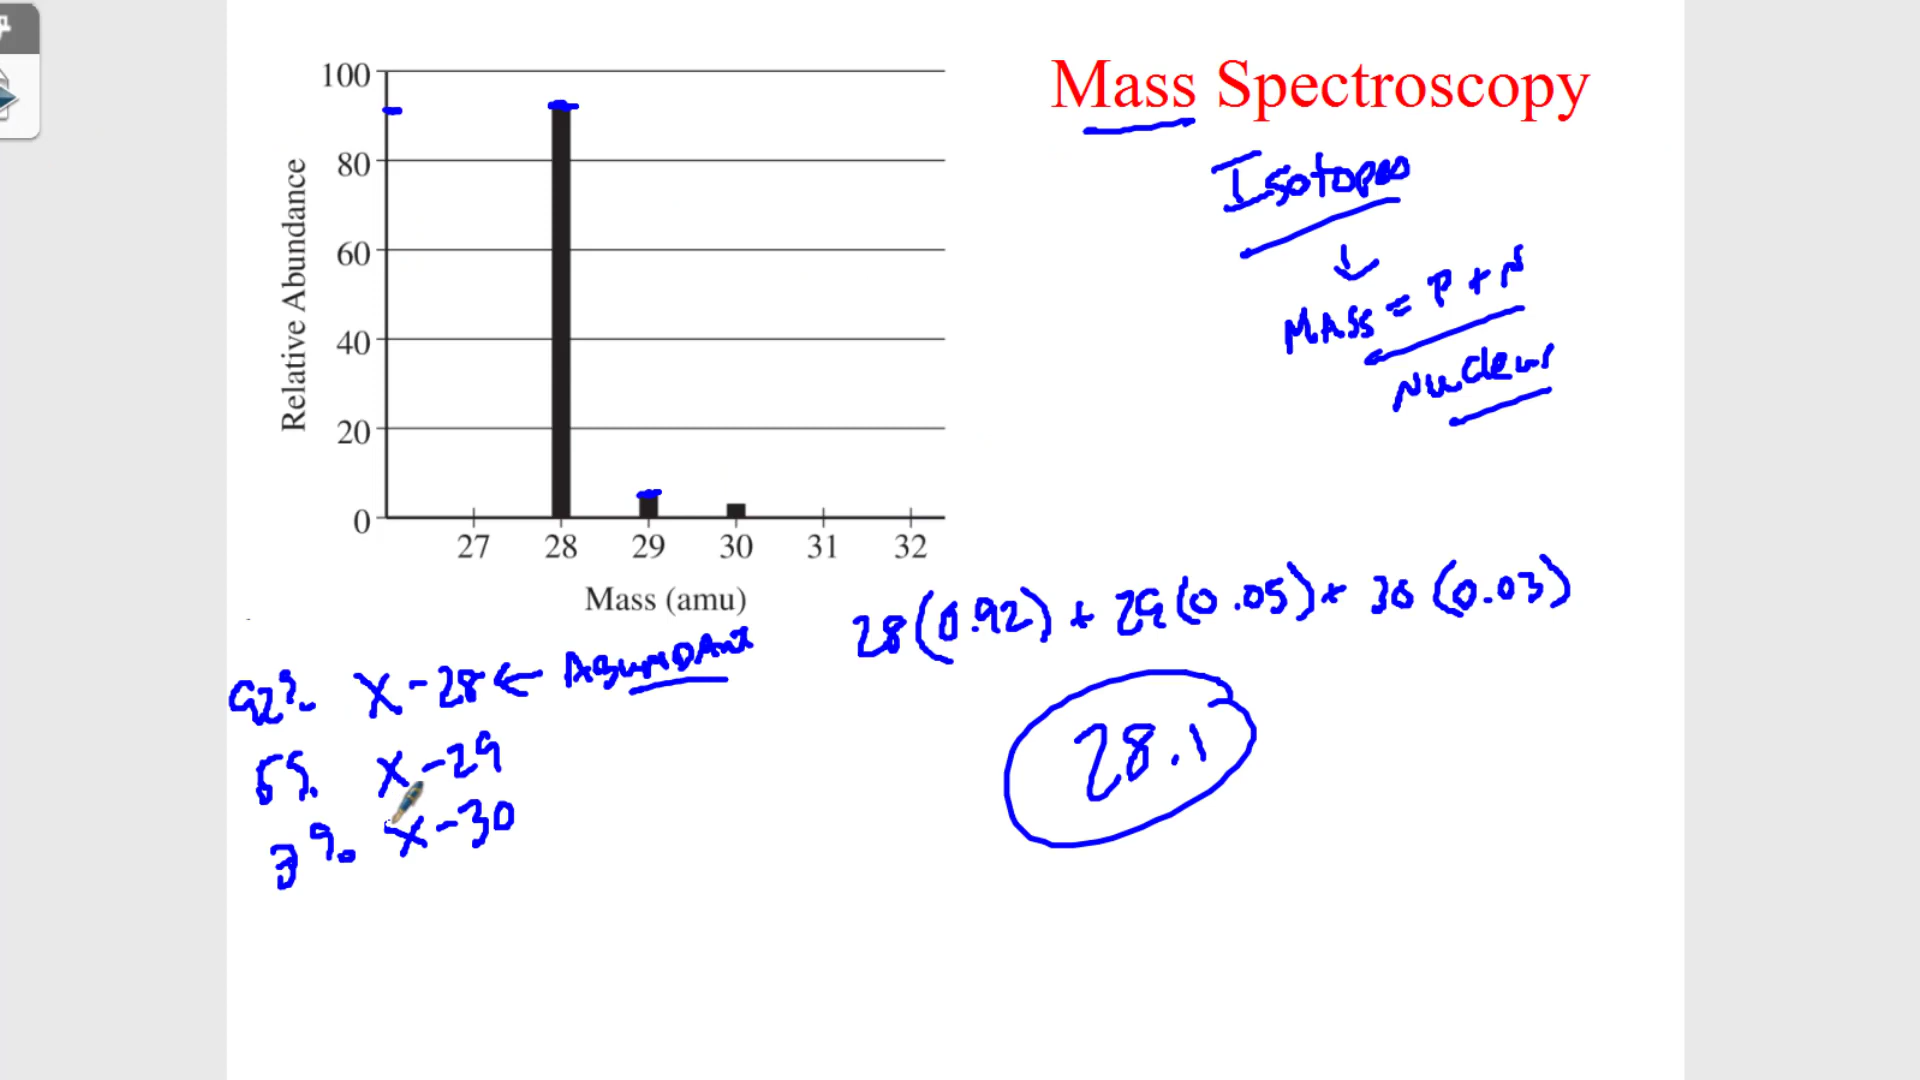 Mass Spectroscopy
Isotopes
↓
MASS = P + N
Nucleus
Relative Abundance
100
80
60
40
20
0
27 28 29 30 31 32
Mass (amu)
28(0.92) + 29(0.05) + 30(0.03)
28.1
92% X-28 ← ABUNDANT
5% X-29
3% X-30